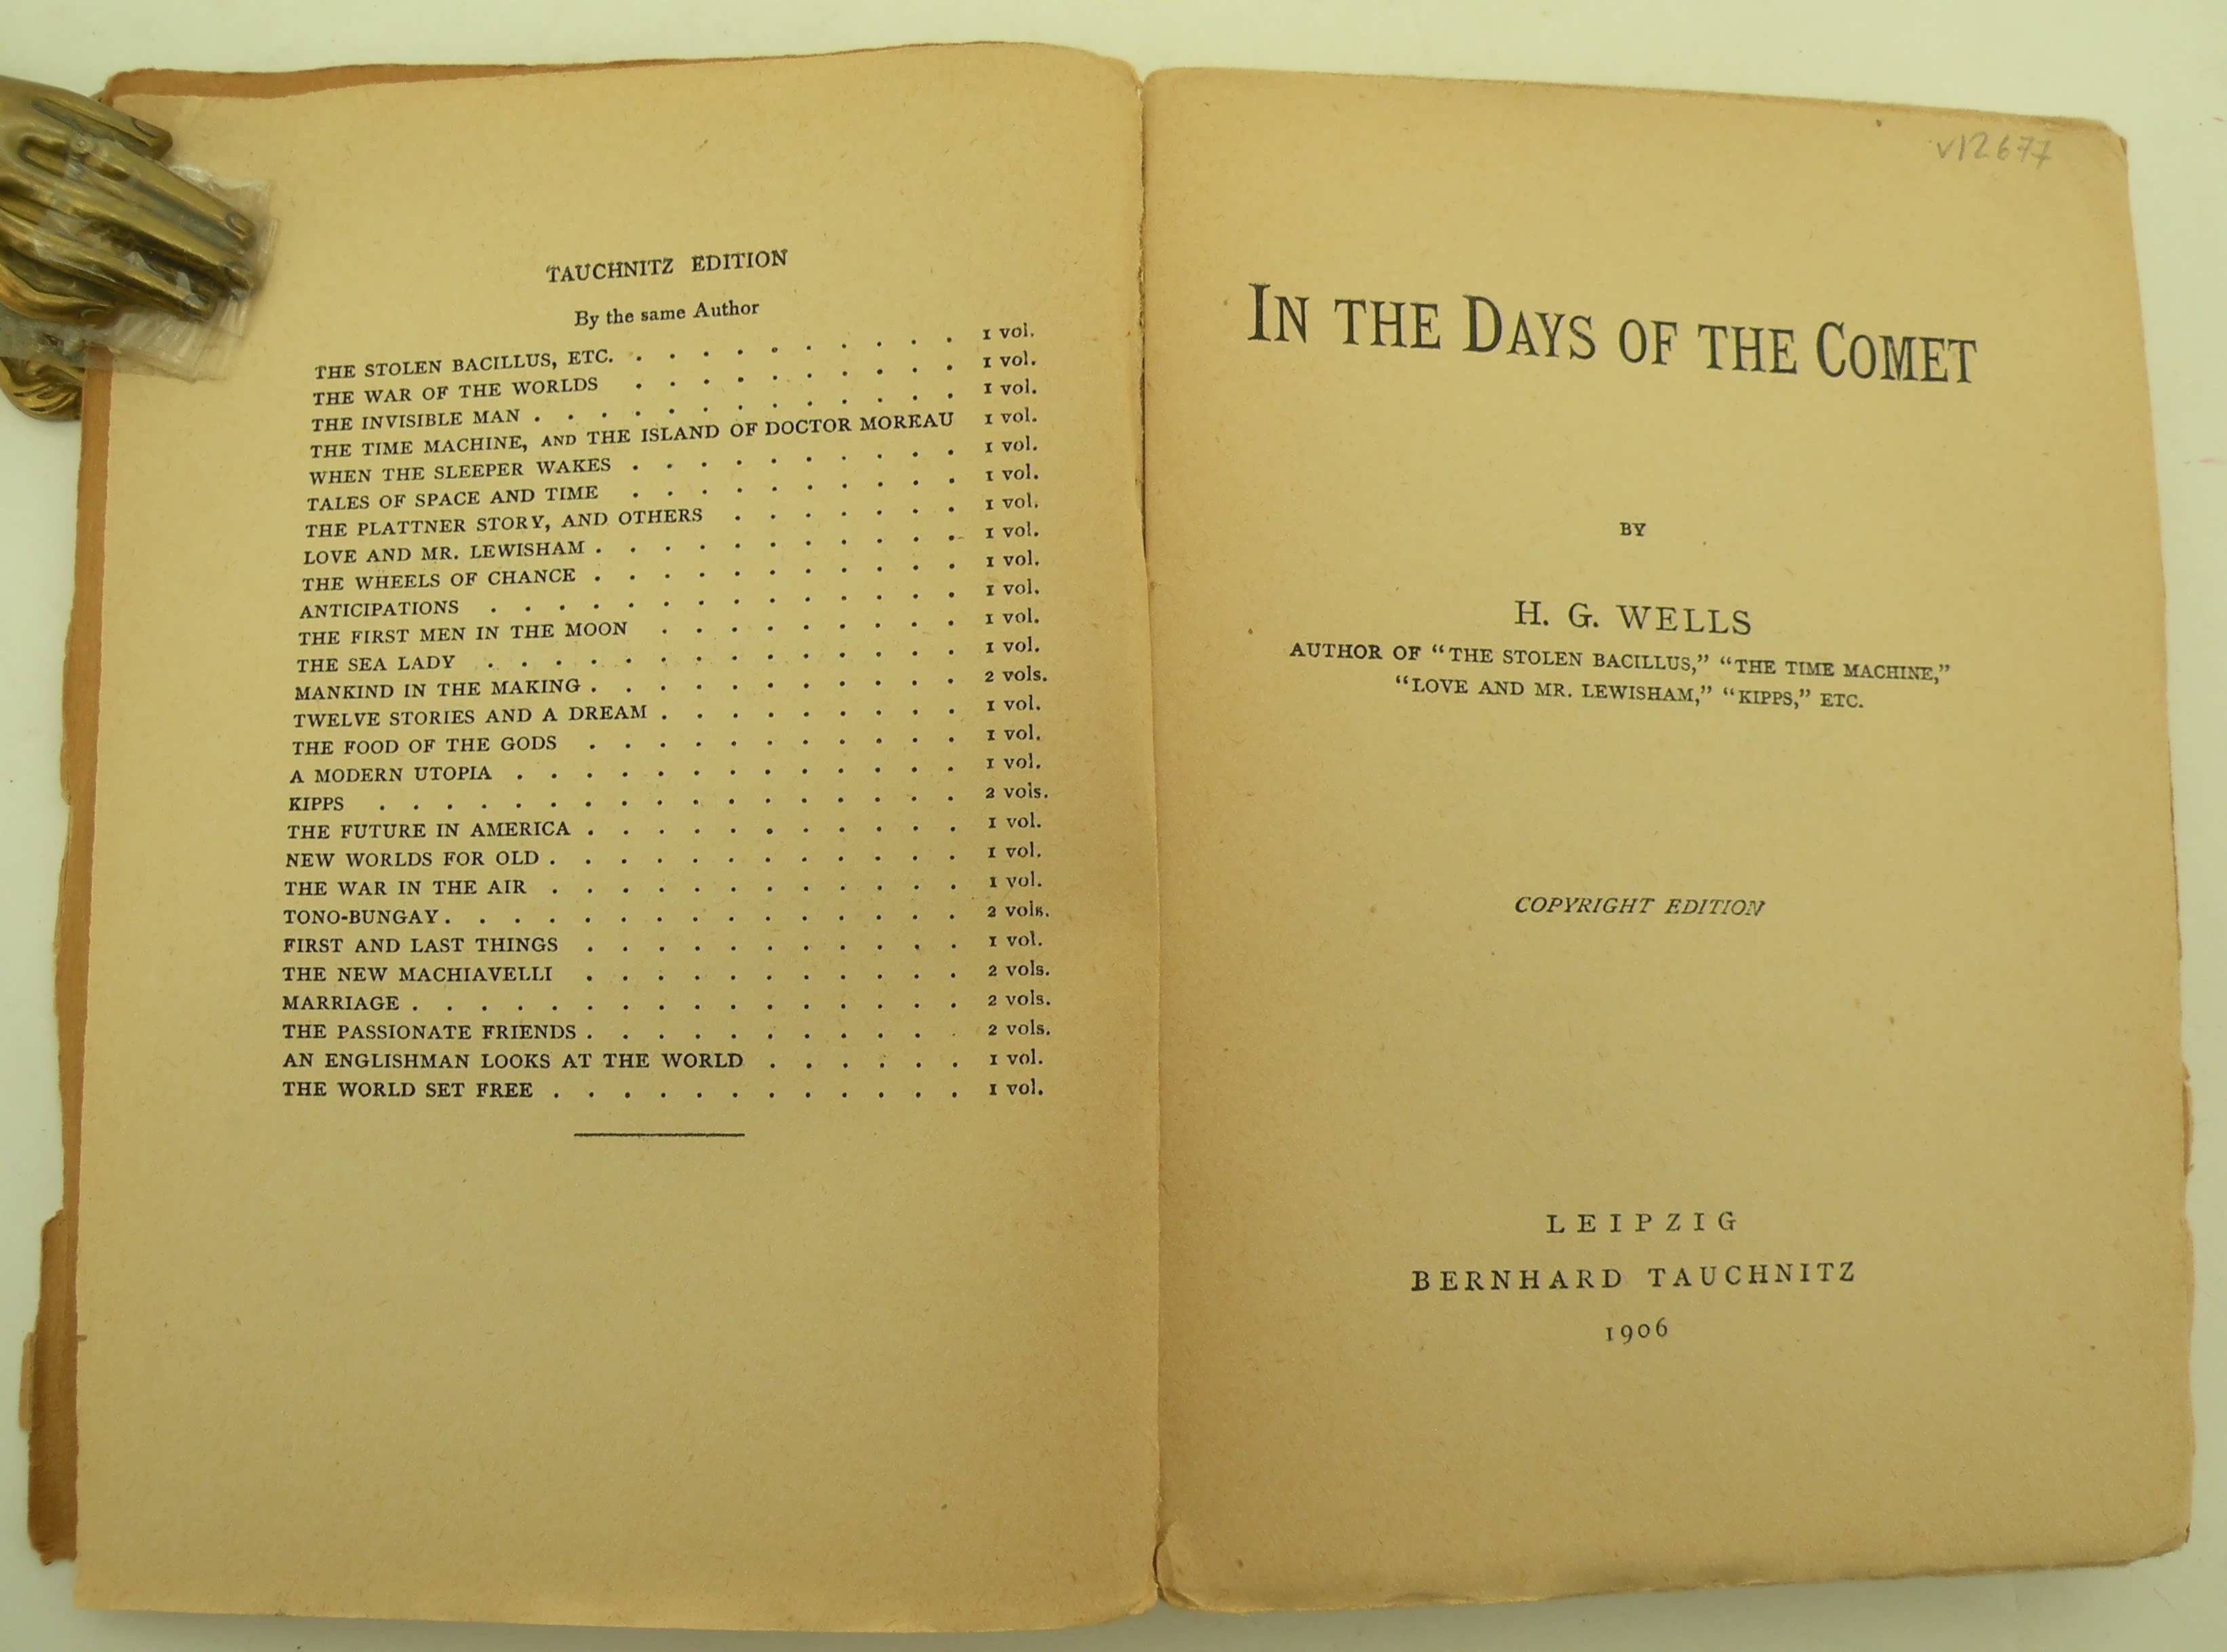 TAUCHNITZ EDITION
By the same Author
THE STOLEN BACILLUS, ETC. . . . . . . . . . . 1 vol.
THE WAR OF THE WORLDS . . . . . . . . . . 1 vol.
THE INVISIBLE MAN . . . . . . . . . . . . . 1 vol.
THE TIME MACHINE, AND THE ISLAND OF DOCTOR MOREAU 1 vol.
WHEN THE SLEEPER WAKES . . . . . . . . . . 1 vol.
TALES OF SPACE AND TIME . . . . . . . . . . 1 vol.
THE PLATTNER STORY, AND OTHERS . . . . . . . 1 vol.
LOVE AND MR. LEWISHAM . . . . . . . . . . . 1 vol.
THE WHEELS OF CHANCE . . . . . . . . . . . 1 vol.
ANTICIPATIONS . . . . . . . . . . . . . . 1 vol.
THE FIRST MEN IN THE MOON . . . . . . . . . 1 vol.
THE SEA LADY . . . . . . . . . . . . . . 1 vol.
MANKIND IN THE MAKING . . . . . . . . . . . 2 vols.
TWELVE STORIES AND A DREAM . . . . . . . . . 1 vol.
THE FOOD OF THE GODS . . . . . . . . . . . 1 vol.
A MODERN UTOPIA . . . . . . . . . . . . . 1 vol.
KIPPS . . . . . . . . . . . . . . . . . 2 vols.
THE FUTURE IN AMERICA . . . . . . . . . . . 1 vol.
NEW WORLDS FOR OLD . . . . . . . . . . . . 1 vol.
THE WAR IN THE AIR . . . . . . . . . . . . 1 vol.
TONO-BUNGAY . . . . . . . . . . . . . . . 2 vols.
FIRST AND LAST THINGS . . . . . . . . . . . 1 vol.
THE NEW MACHIAVELLI . . . . . . . . . . . 2 vols.
MARRIAGE . . . . . . . . . . . . . . . . 2 vols.
THE PASSIONATE FRIENDS . . . . . . . . . . . 2 vols.
AN ENGLISHMAN LOOKS AT THE WORLD . . . . . . 1 vol.
THE WORLD SET FREE . . . . . . . . . . . . 1 vol.
v12677
IN THE DAYS OF THE COMET
BY
H. G. WELLS
AUTHOR OF "THE STOLEN BACILLUS," "THE TIME MACHINE,"
"LOVE AND MR. LEWISHAM," "KIPPS," ETC.
COPYRIGHT EDITION
LEIPZIG
BERNHARD TAUCHNITZ
1906